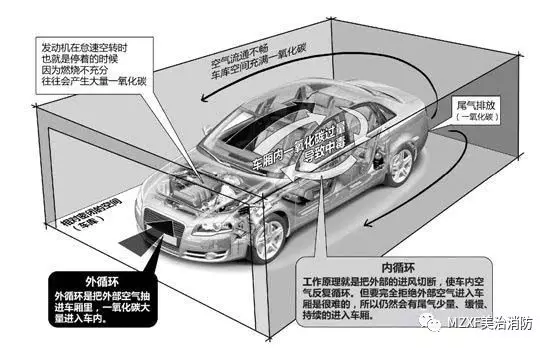 发动机在怠速空转时
也就是停着的时候
因为燃烧不充分
往往会产生大量一氧化碳
空气流通不畅
车库空间充满一氧化碳
尾气排放
（一氧化碳）
车厢内一氧化碳过量
导致中毒
相对密闭的空间
（车库）
外循环
外循环是把外部空气抽
进车厢里，一氧化碳大
量进入车内。
内循环
工作原理就是把外部的进风切断，使车内空
气反复循环。但要完全拒绝外部空气进入车
厢是很难的，所以仍然会有尾气少量、缓慢、
持续的进入车厢。
MZXF美治消防